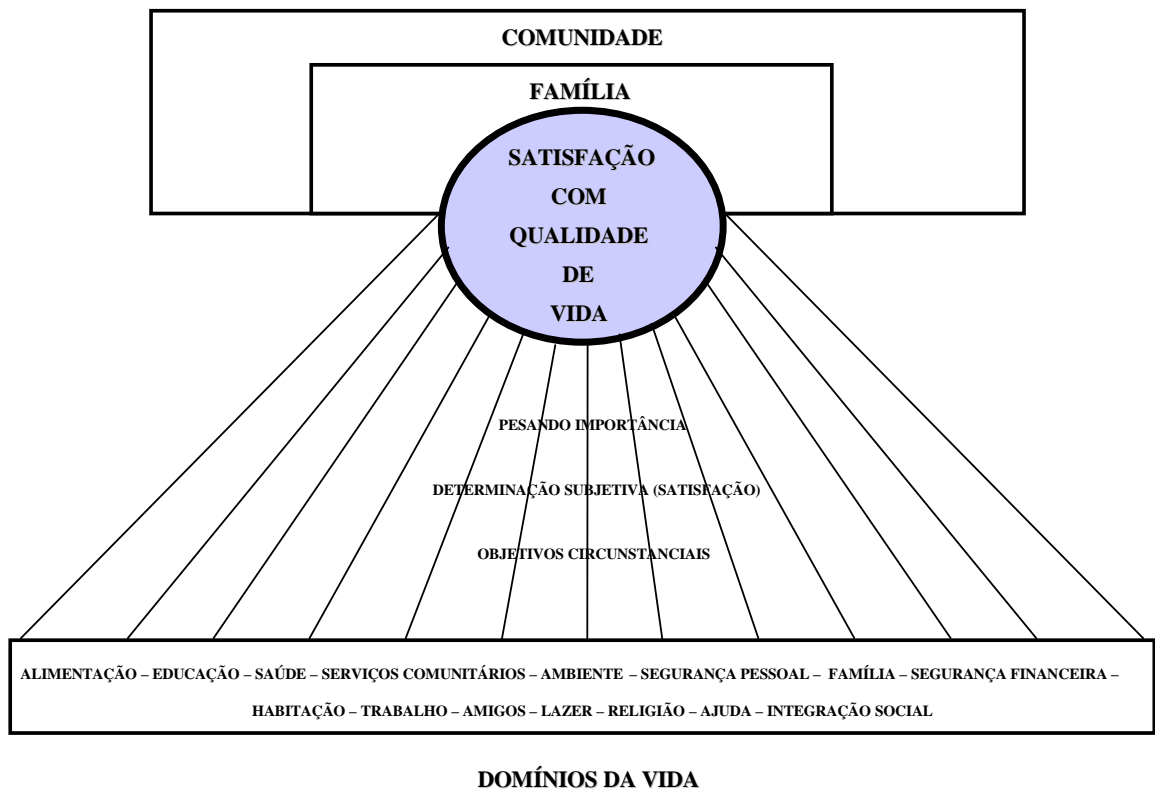 COMUNIDADE
FAMÍLIA
SATISFAÇÃO
COM
QUALIDADE
DE
VIDA
PESANDO IMPORTÂNCIA
DETERMINAÇÃO SUBJETIVA (SATISFAÇÃO)
OBJETIVOS CIRCUNSTANCIAIS
ALIMENTAÇÃO – EDUCAÇÃO – SAÚDE – SERVIÇOS COMUNITÁRIOS – AMBIENTE – SEGURANÇA PESSOAL – FAMÍLIA – SEGURANÇA FINANCEIRA –
HABITAÇÃO – TRABALHO – AMIGOS – LAZER – RELIGIÃO – AJUDA – INTEGRAÇÃO SOCIAL
DOMÍNIOS DA VIDA